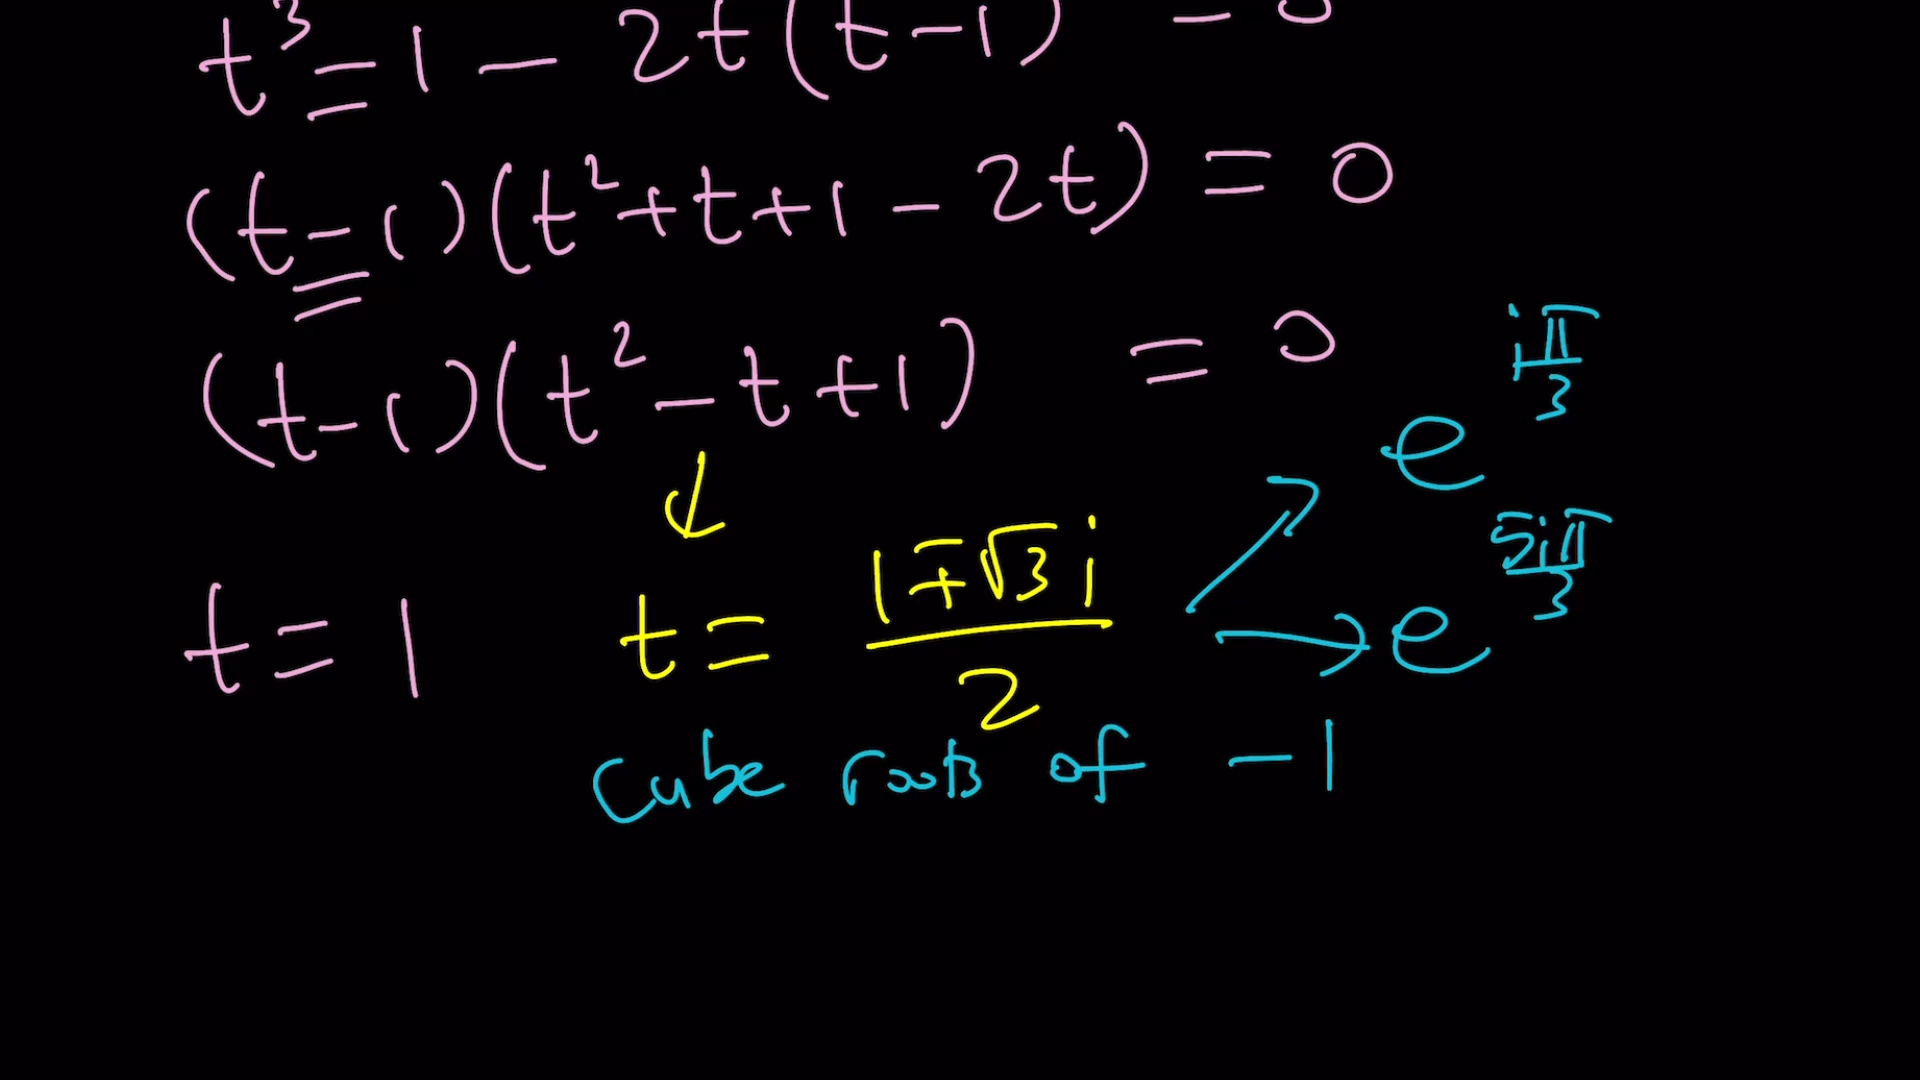 t³ - 1 - 2t(t-1) = 0
(t-1)(t²+t+1-2t) = 0
(t-1)(t²-t+1) = 0
t = 1
t = (1∓√3 i)/2
e^(iπ/3)
e^(5iπ/3)
Cube roots of -1